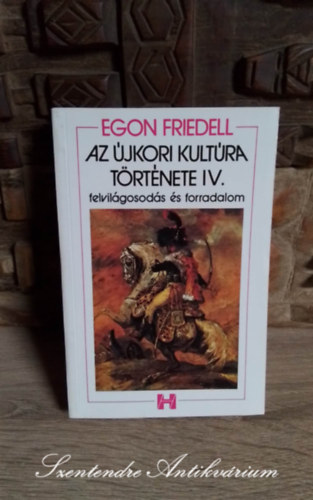 EGON FRIEDELL
AZ ÚJKORI KULTÚRA
TÖRTÉNETE IV.
felvilágosodás és forradalom
H
Szentendre Antikvárium